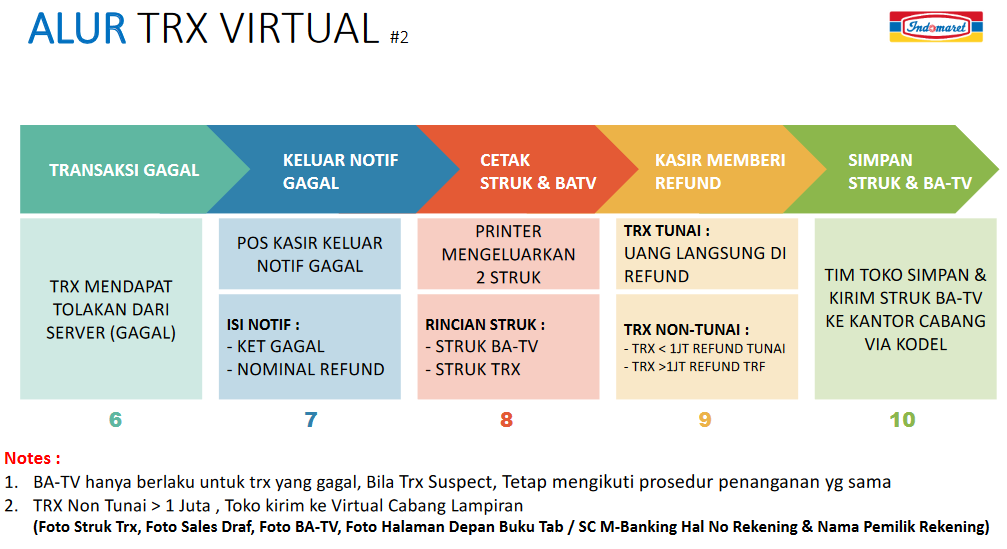 ALUR TRX VIRTUAL #2
Indomaret
TRANSAKSI GAGAL
KELUAR NOTIF
GAGAL
CETAK
STRUK & BATV
KASIR MEMBERI
REFUND
SIMPAN
STRUK & BA-TV
TRX MENDAPAT
TOLAKAN DARI
SERVER (GAGAL)
POS KASIR KELUAR
NOTIF GAGAL
ISI NOTIF :
- KET GAGAL
- NOMINAL REFUND
PRINTER
MENGELUARKAN
2 STRUK
RINCIAN STRUK :
- STRUK BA-TV
- STRUK TRX
TRX TUNAI :
UANG LANGSUNG DI
REFUND
TRX NON-TUNAI :
- TRX < 1JT REFUND TUNAI
- TRX >1JT REFUND TRF
TIM TOKO SIMPAN &
KIRIM STRUK BA-TV
KE KANTOR CABANG
VIA KODEL
6
7
8
9
10
Notes :
1. BA-TV hanya berlaku untuk trx yang gagal, Bila Trx Suspect, Tetap mengikuti prosedur penanganan yg sama
2. TRX Non Tunai > 1 Juta , Toko kirim ke Virtual Cabang Lampiran
(Foto Struk Trx, Foto Sales Draf, Foto BA-TV, Foto Halaman Depan Buku Tab / SC M-Banking Hal No Rekening & Nama Pemilik Rekening)